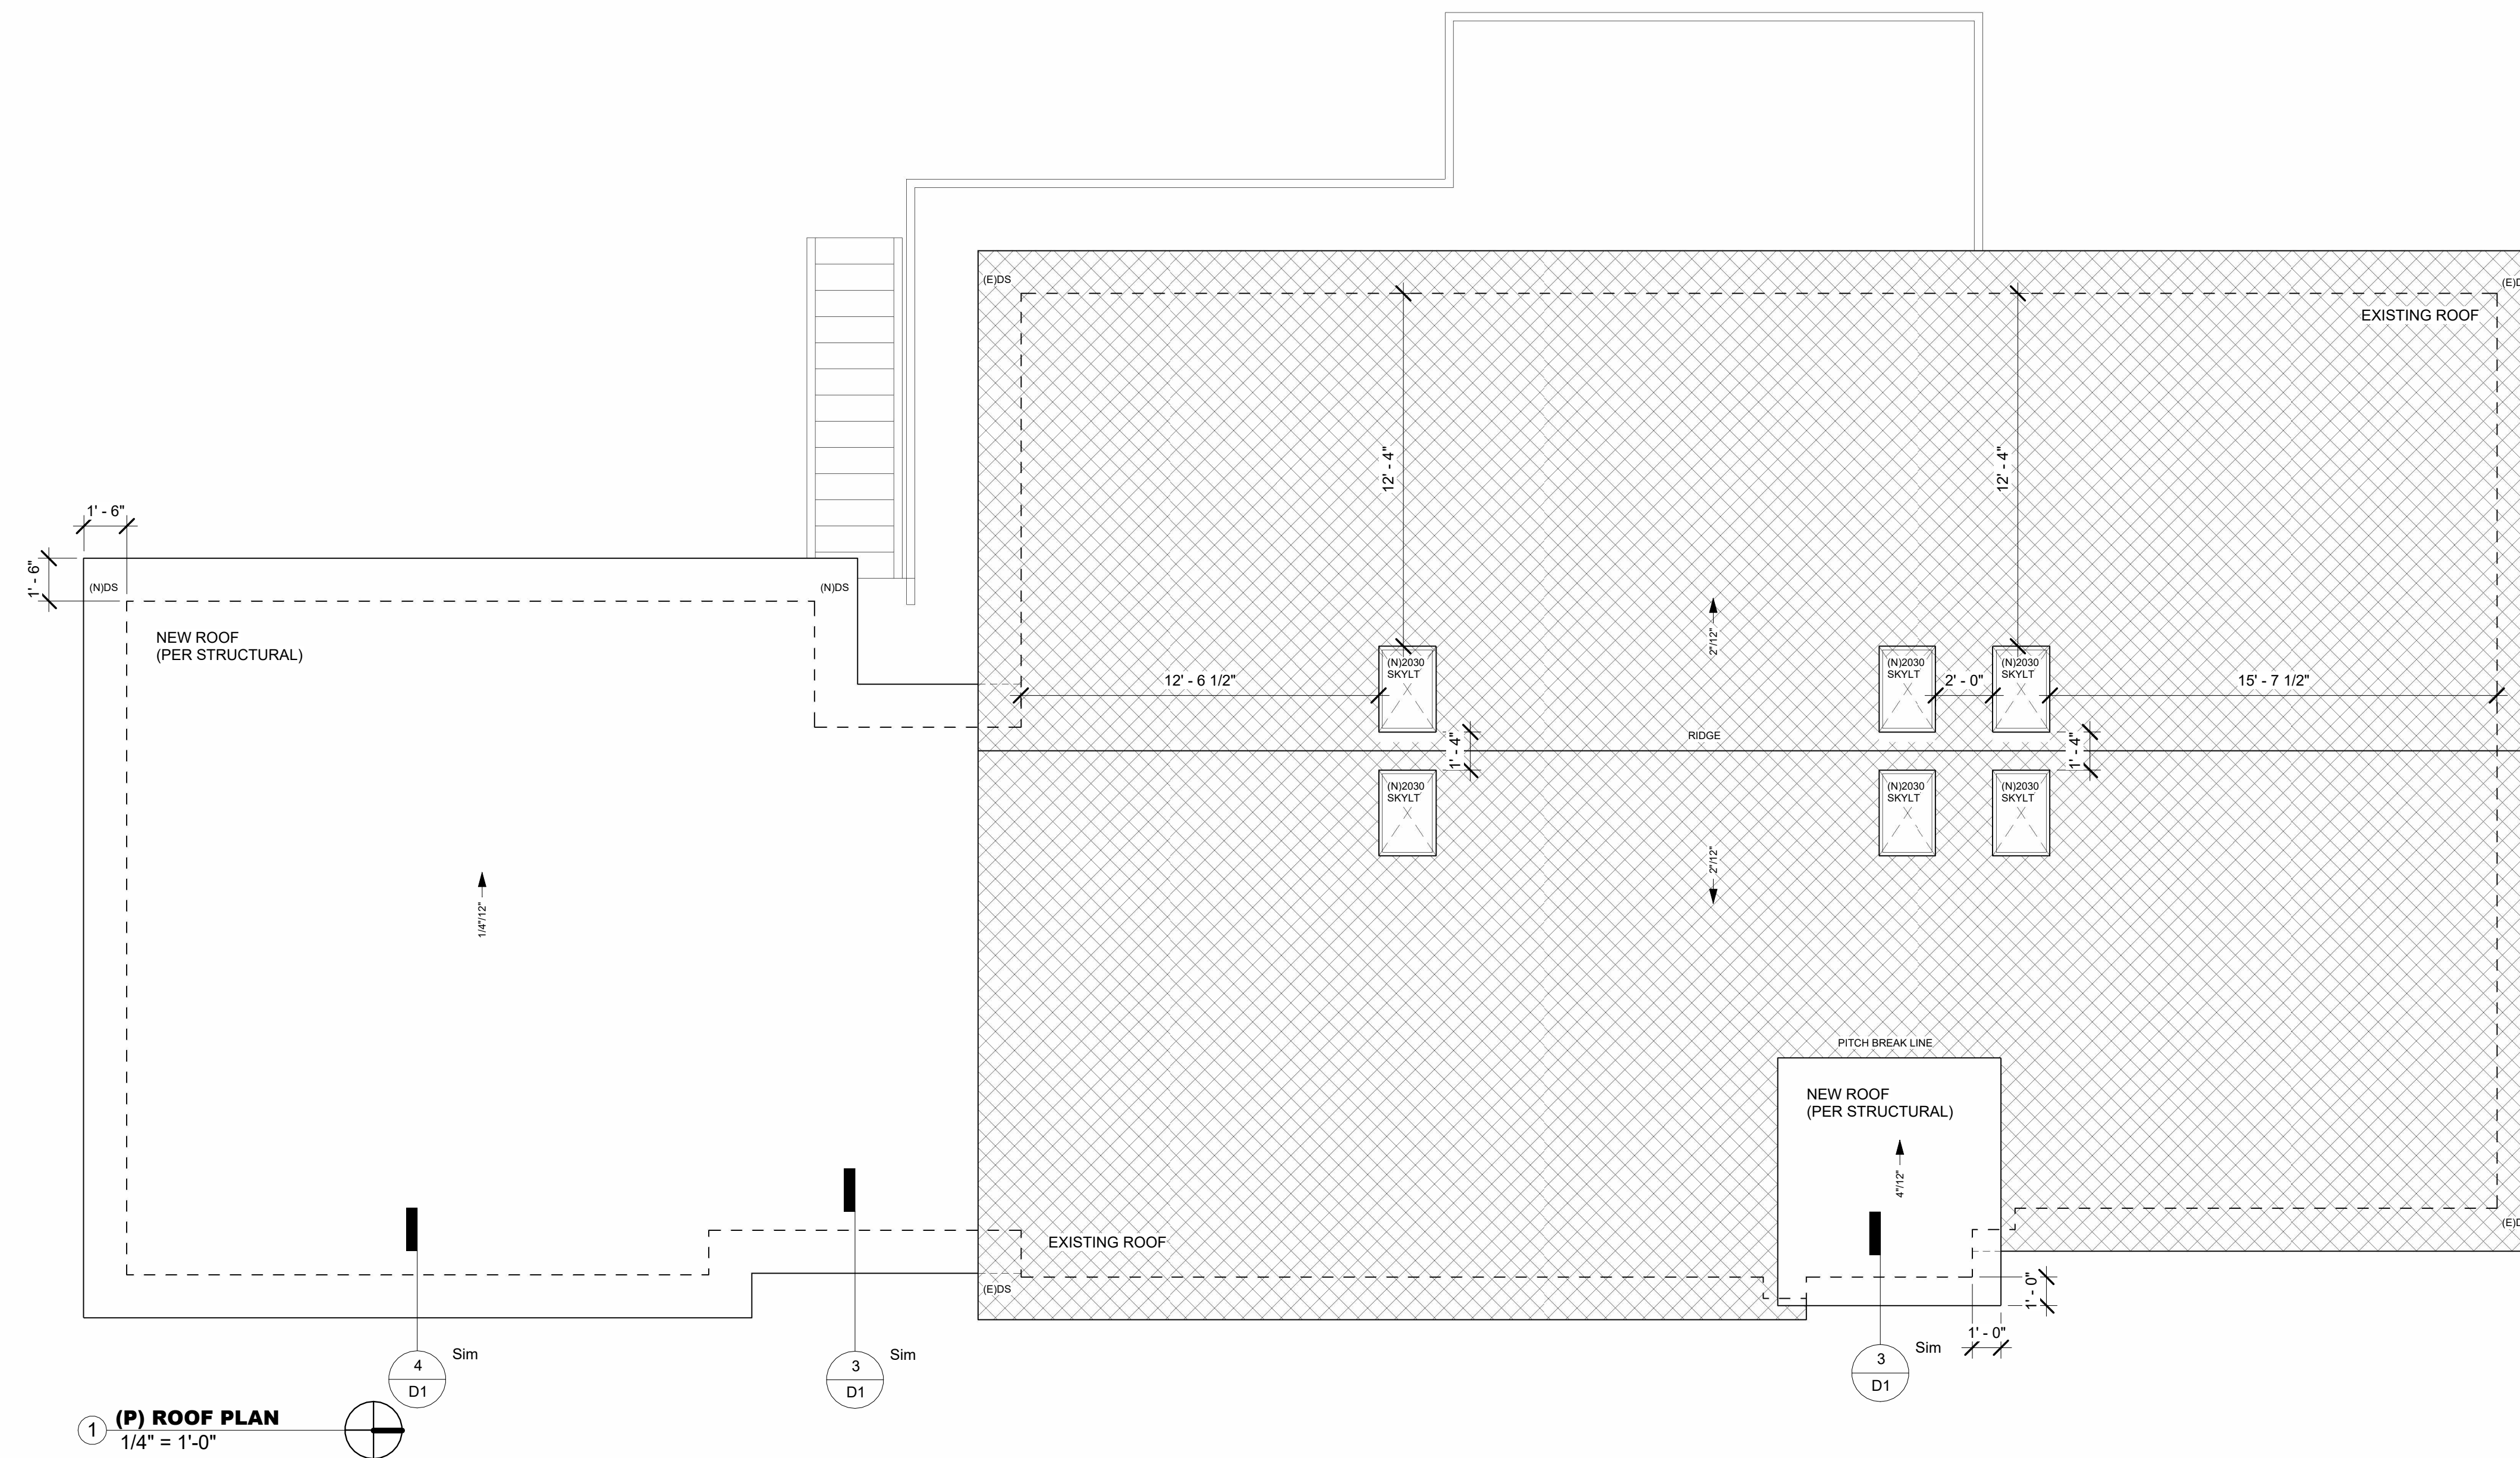 (E)DS
(E)D
EXISTING ROOF
12' - 4"
12' - 4"
1' - 6"
1' - 6"
(N)DS
(N)DS
NEW ROOF
(PER STRUCTURAL)
2"/12"
(N)2030
SKYLT
(N)2030
SKYLT
(N)2030
SKYLT
12' - 6 1/2"
2' - 0"
15' - 7 1/2"
RIDGE
1' - 4"
1' - 4"
(N)2030
SKYLT
(N)2030
SKYLT
(N)2030
SKYLT
2"/12"
1/4"/12"
PITCH BREAK LINE
NEW ROOF
(PER STRUCTURAL)
4"/12"
(E)D
EXISTING ROOF
(E)DS
1' - 0"
1' - 0"
4
D1
Sim
3
D1
Sim
3
D1
Sim
1
(P) ROOF PLAN
1/4" = 1'-0"